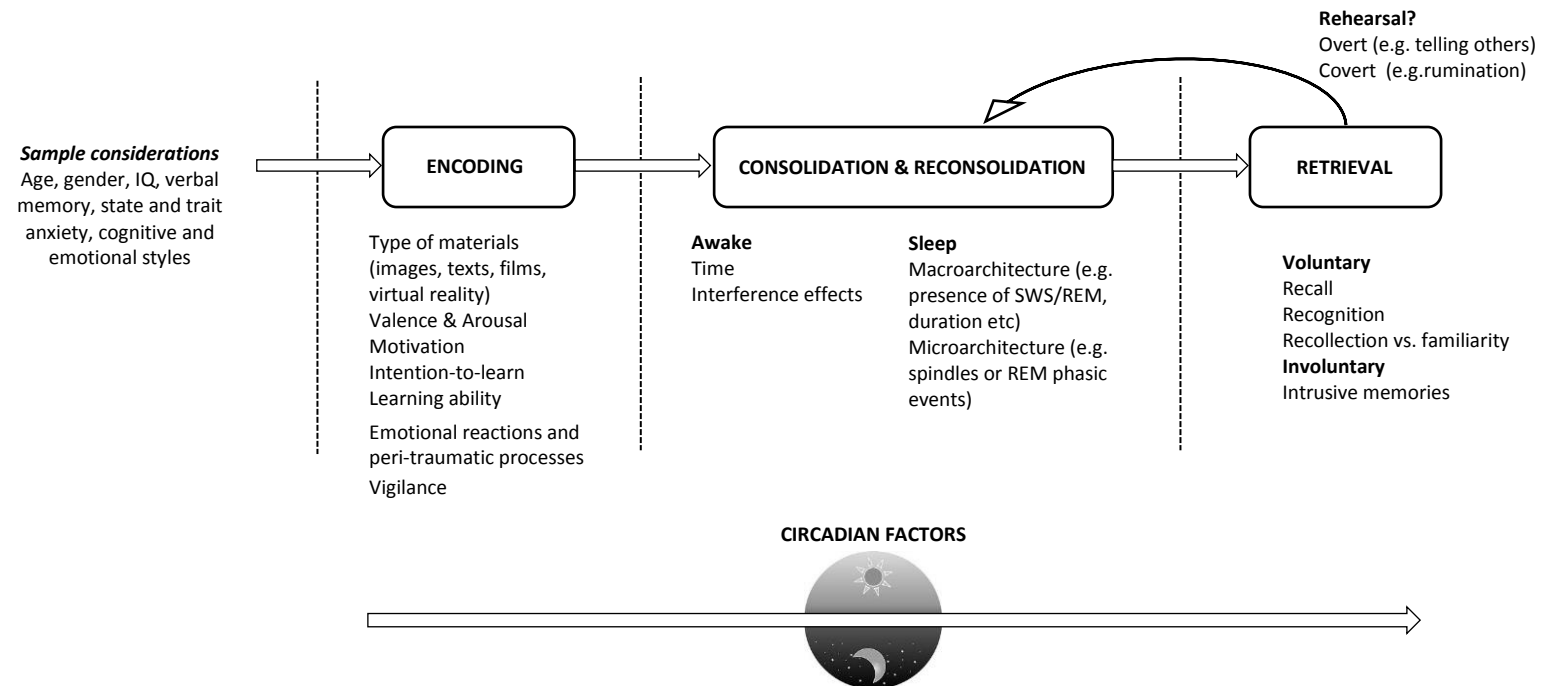 Rehearsal?
Overt (e.g. telling others)
Covert (e.g.rumination)
Sample considerations
Age, gender, IQ, verbal
memory, state and trait
anxiety, cognitive and
emotional styles
ENCODING
CONSOLIDATION & RECONSOLIDATION
RETRIEVAL
Type of materials
(images, texts, films,
virtual reality)
Valence & Arousal
Motivation
Intention-to-learn
Learning ability
Emotional reactions and
peri-traumatic processes
Vigilance
Awake
Time
Interference effects
Sleep
Macroarchitecture (e.g.
presence of SWS/REM,
duration etc)
Microarchitecture (e.g.
spindles or REM phasic
events)
Voluntary
Recall
Recognition
Recollection vs. familiarity
Involuntary
Intrusive memories
CIRCADIAN FACTORS